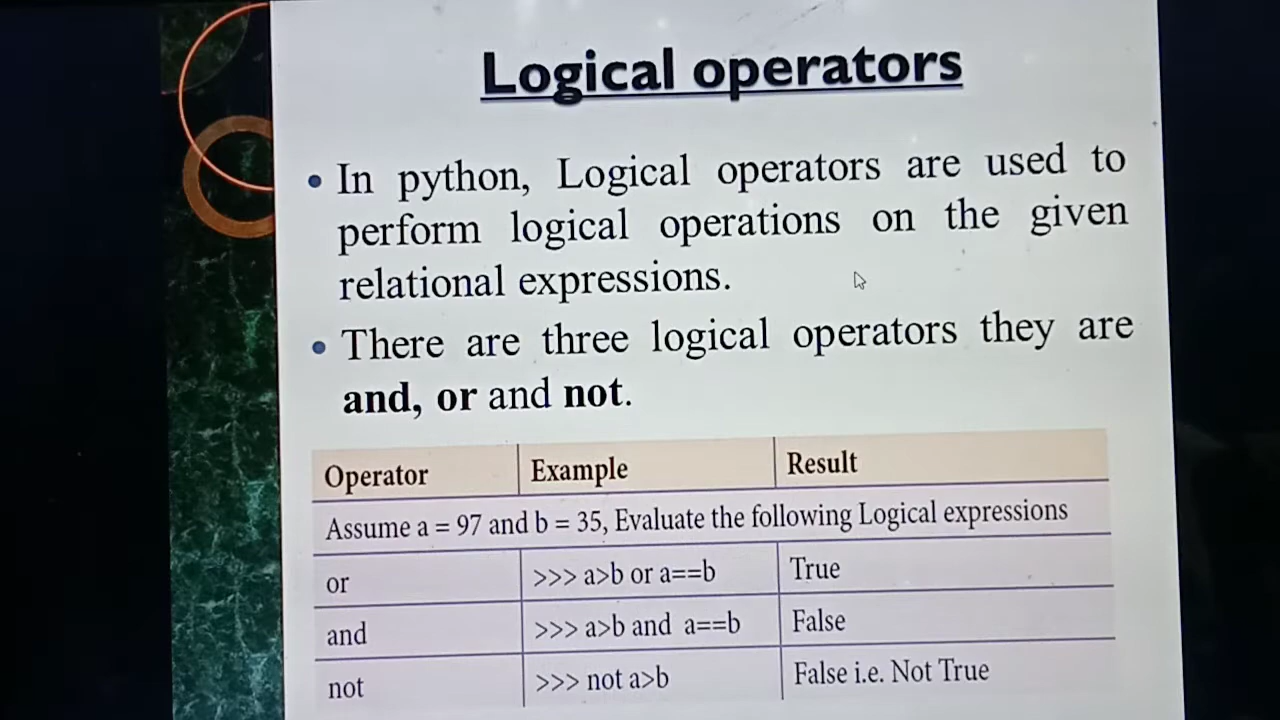 Logical operators
• In python, Logical operators are used to
perform logical operations on the given
relational expressions.
• There are three logical operators they are
and, or and not.
Operator Example Result
Assume a = 97 and b = 35, Evaluate the following Logical expressions
or >>> a>b or a==b True
and >>> a>b and a==b False
not >>> not a>b False i.e. Not True